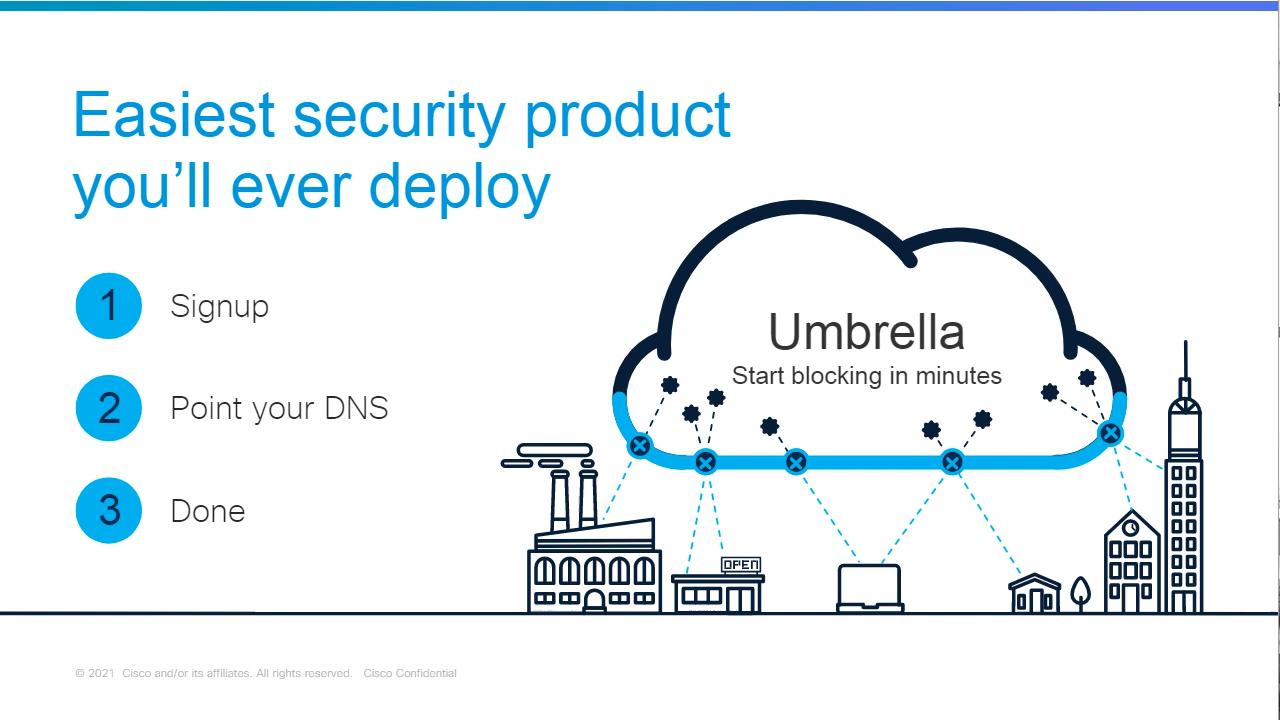 Easiest security product
you’ll ever deploy
1 Signup
2 Point your DNS
3 Done
Umbrella
Start blocking in minutes
OPEN
© 2021 Cisco and/or its affiliates. All rights reserved. Cisco Confidential